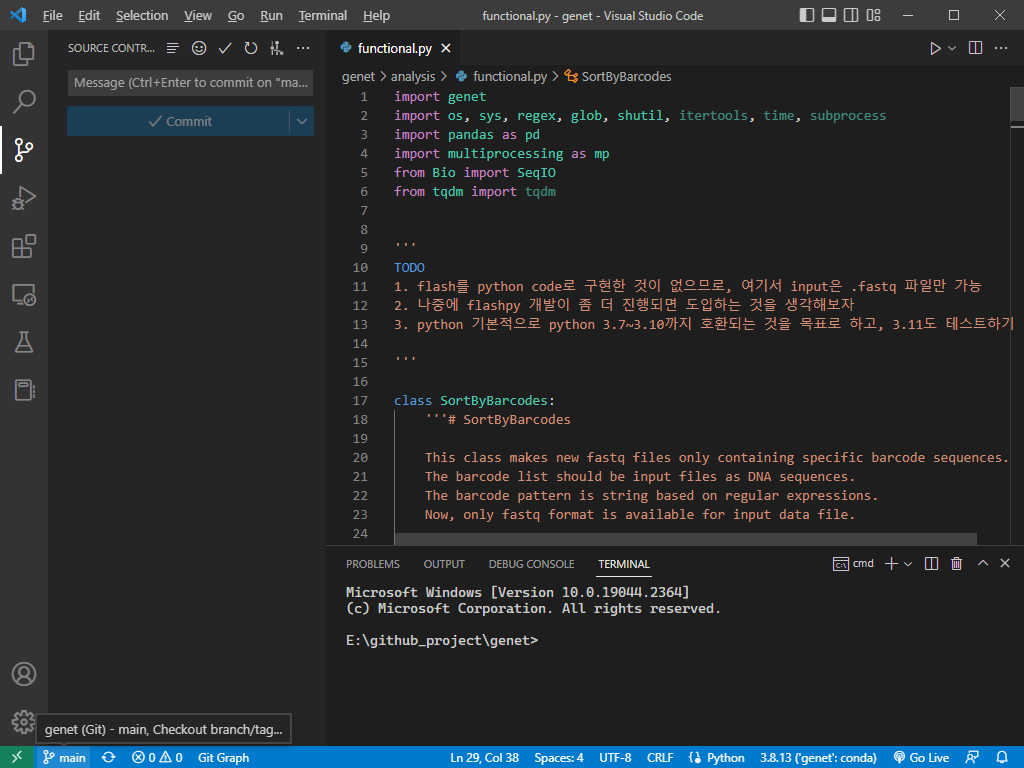 File Edit Selection View Go Run Terminal Help functional.py - genet - Visual Studio Code
SOURCE CONTR...
functional.py
Message (Ctrl+Enter to commit on "ma...
Commit
genet > analysis > functional.py > SortByBarcodes
1 import genet
2 import os, sys, regex, glob, shutil, itertools, time, subprocess
3 import pandas as pd
4 import multiprocessing as mp
5 from Bio import SeqIO
6 from tqdm import tqdm
7
8
9 '''
10 TODO
11 1. flash를 python code로 구현한 것이 없으므로, 여기서 input은 .fastq 파일만 가능
12 2. 나중에 flashpy 개발이 좀 더 진행되면 도입하는 것을 생각해보자
13 3. python 기본적으로 python 3.7~3.10까지 호환되는 것을 목표로 하고, 3.11도 테스트하기
14
15 '''
16
17 class SortByBarcodes:
18 '''# SortByBarcodes
19
20 This class makes new fastq files only containing specific barcode sequences.
21 The barcode list should be input files as DNA sequences.
22 The barcode pattern is string based on regular expressions.
23 Now, only fastq format is available for input data file.
24
PROBLEMS OUTPUT DEBUG CONSOLE TERMINAL cmd
Microsoft Windows [Version 10.0.19044.2364]
(c) Microsoft Corporation. All rights reserved.
E:\github_project\genet>
genet (Git) - main, Checkout branch/tag...
main 0 0 Git Graph Ln 29, Col 38 Spaces: 4 UTF-8 CRLF Python 3.8.13 ('genet': conda) Go Live